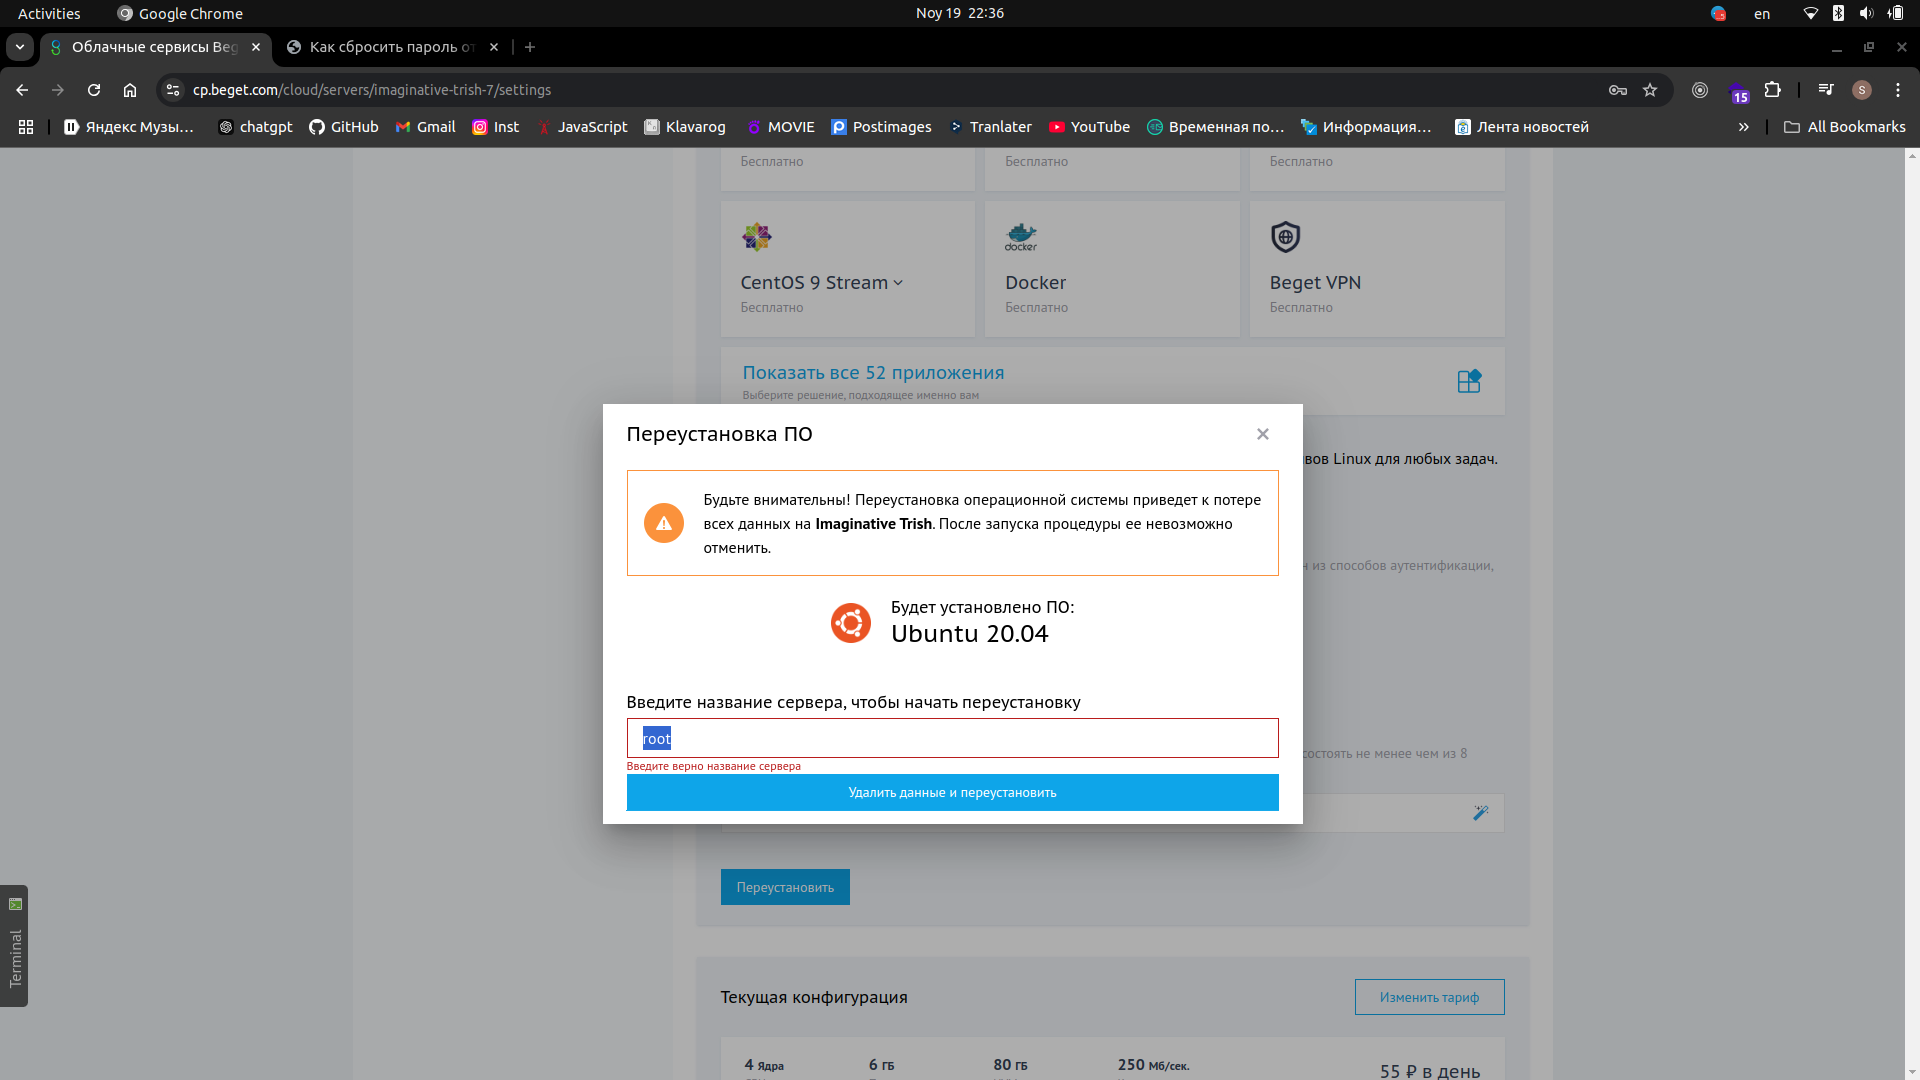 Activities
Google Chrome
Noy 19 22:36
en
Облачные сервисы Beg
Как сбросить пароль от
cp.beget.com/cloud/servers/imaginative-trish-7/settings
15
S
Яндекс Музы...
chatgpt
GitHub
Gmail
Inst
JavaScript
Klavarog
MOVIE
Postimages
Tranlater
YouTube
Временная по...
Информация...
Лента новостей
All Bookmarks
Бесплатно
Бесплатно
Бесплатно
docker
CentOS 9 Stream
Docker
Beget VPN
Бесплатно
Бесплатно
Бесплатно
Показать все 52 приложения
Выберите решение, подходящее именно вам
Переустановка ПО
вов Linux для любых задач.
Будьте внимательны! Переустановка операционной системы приведет к потере
всех данных на Imaginative Trish. После запуска процедуры ее невозможно
отменить.
н из способов аутентификации,
Будет установлено ПО:
Ubuntu 20.04
Введите название сервера, чтобы начать переустановку
root
состоять не менее чем из 8
Введите верно название сервера
Удалить данные и переустановить
Переустановить
Terminal
Текущая конфигурация
Изменить тариф
4 Ядра
6 ГБ
80 ГБ
250 Мб/сек.
55 ₽ в день